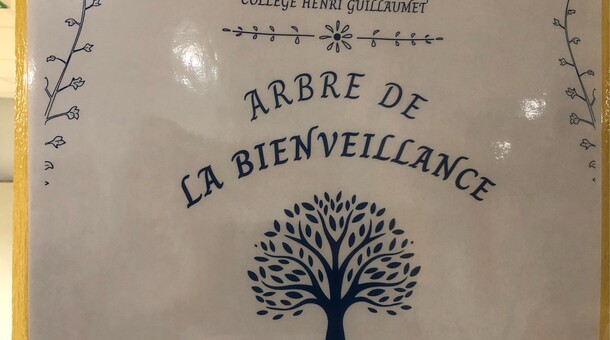 COLLÈGE HENRI GUILLAUMET
ARBRE DE
LA BIENVEILLANCE